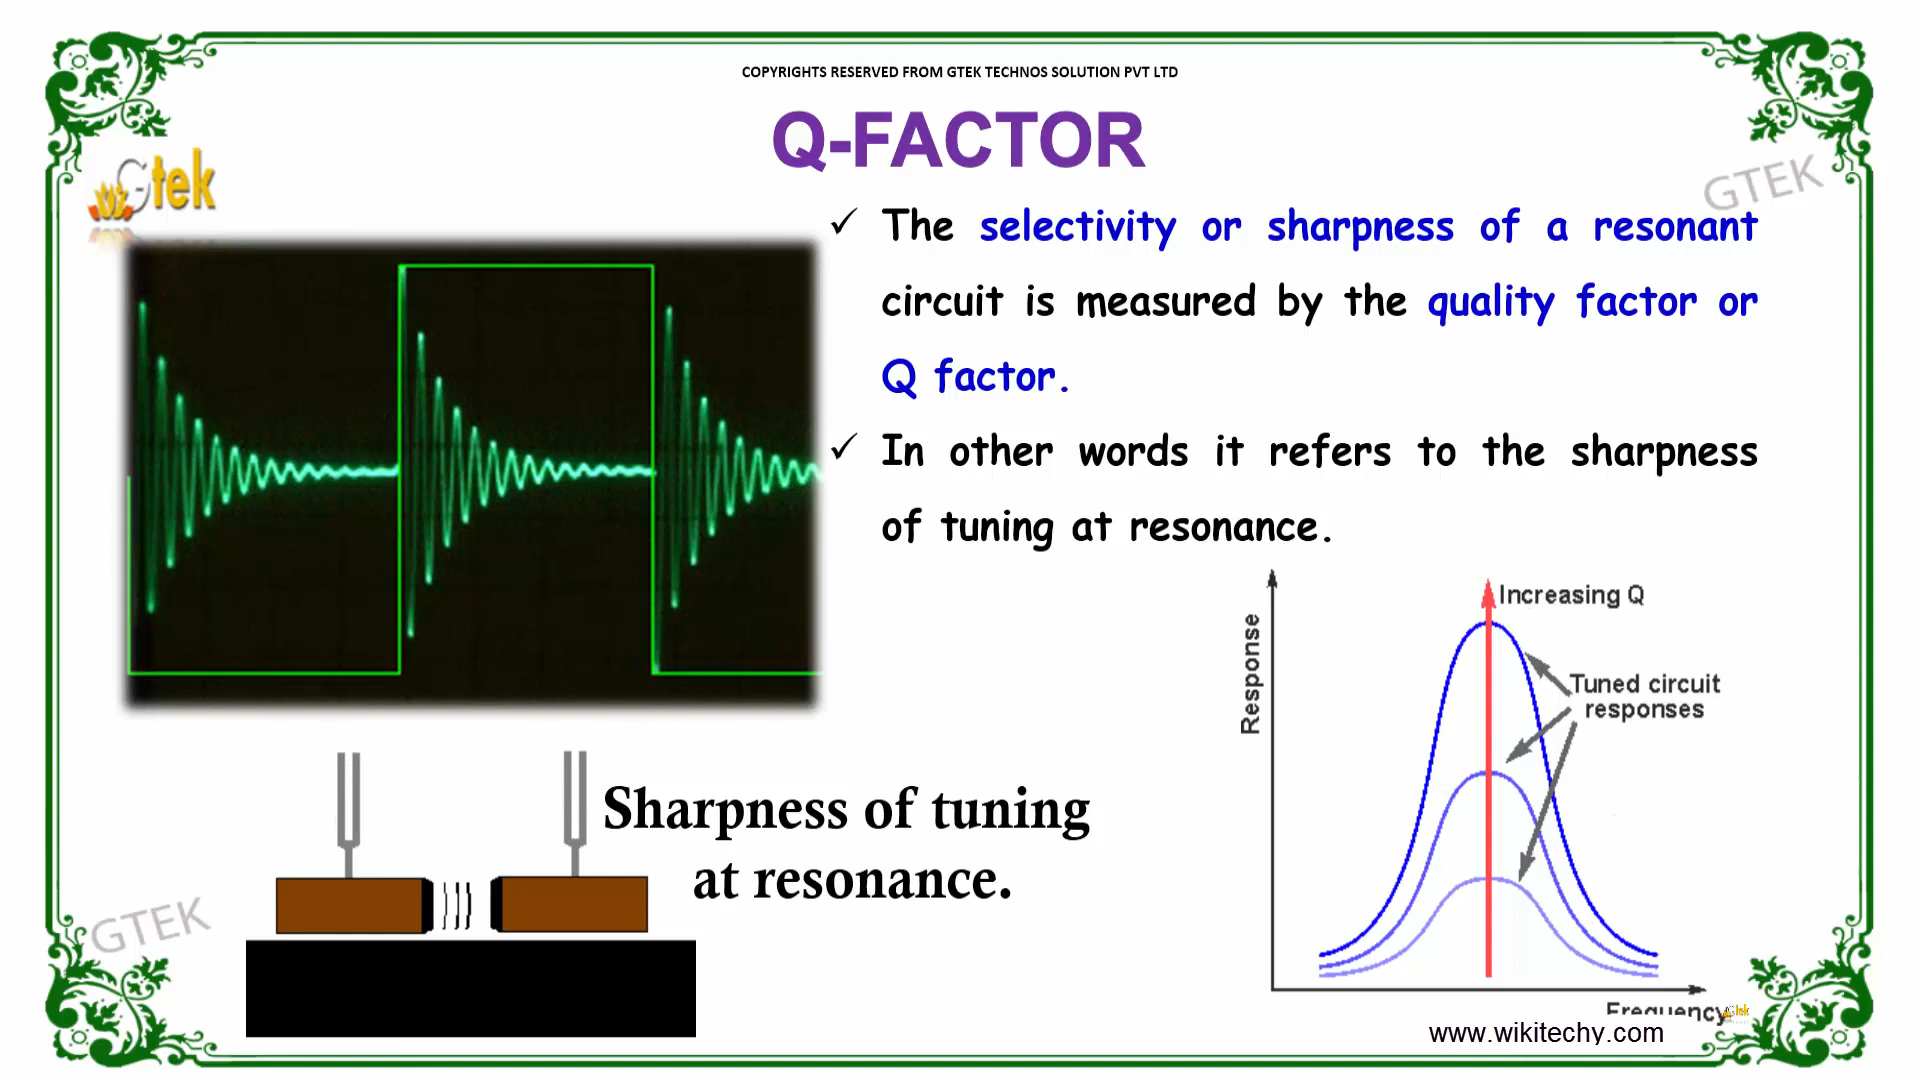 COPYRIGHTS RESERVED FROM GTEK TECHNOS SOLUTION PVT LTD
Q-FACTOR
Gtek
GTEK
✓ The selectivity or sharpness of a resonant
circuit is measured by the quality factor or
Q factor.
✓ In other words it refers to the sharpness
of tuning at resonance.
Increasing Q
Response
Tuned circuit
responses
Sharpness of tuning
at resonance.
GTEK
Frequency
Gtek
www.wikitechy.com